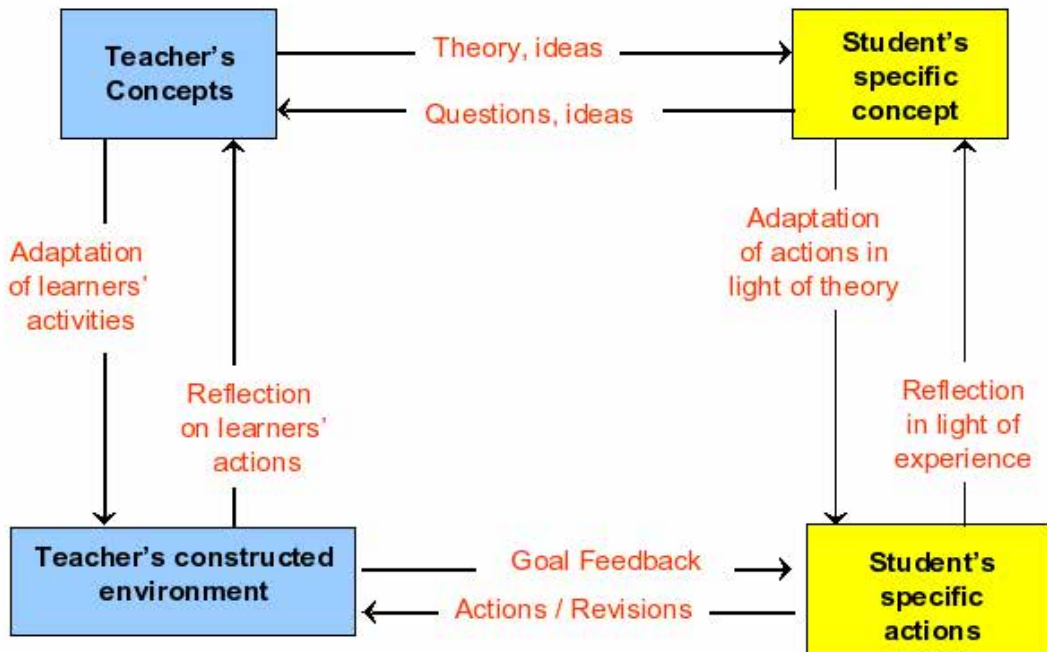 Teacher's
Concepts
Theory, ideas
Questions, ideas
Student's
specific
concept
Adaptation
of learners'
activities
Reflection
on learners'
actions
Adaptation
of actions in
light of theory
Reflection
in light of
experience
Teacher's constructed
environment
Goal Feedback
Actions / Revisions
Student's
specific
actions